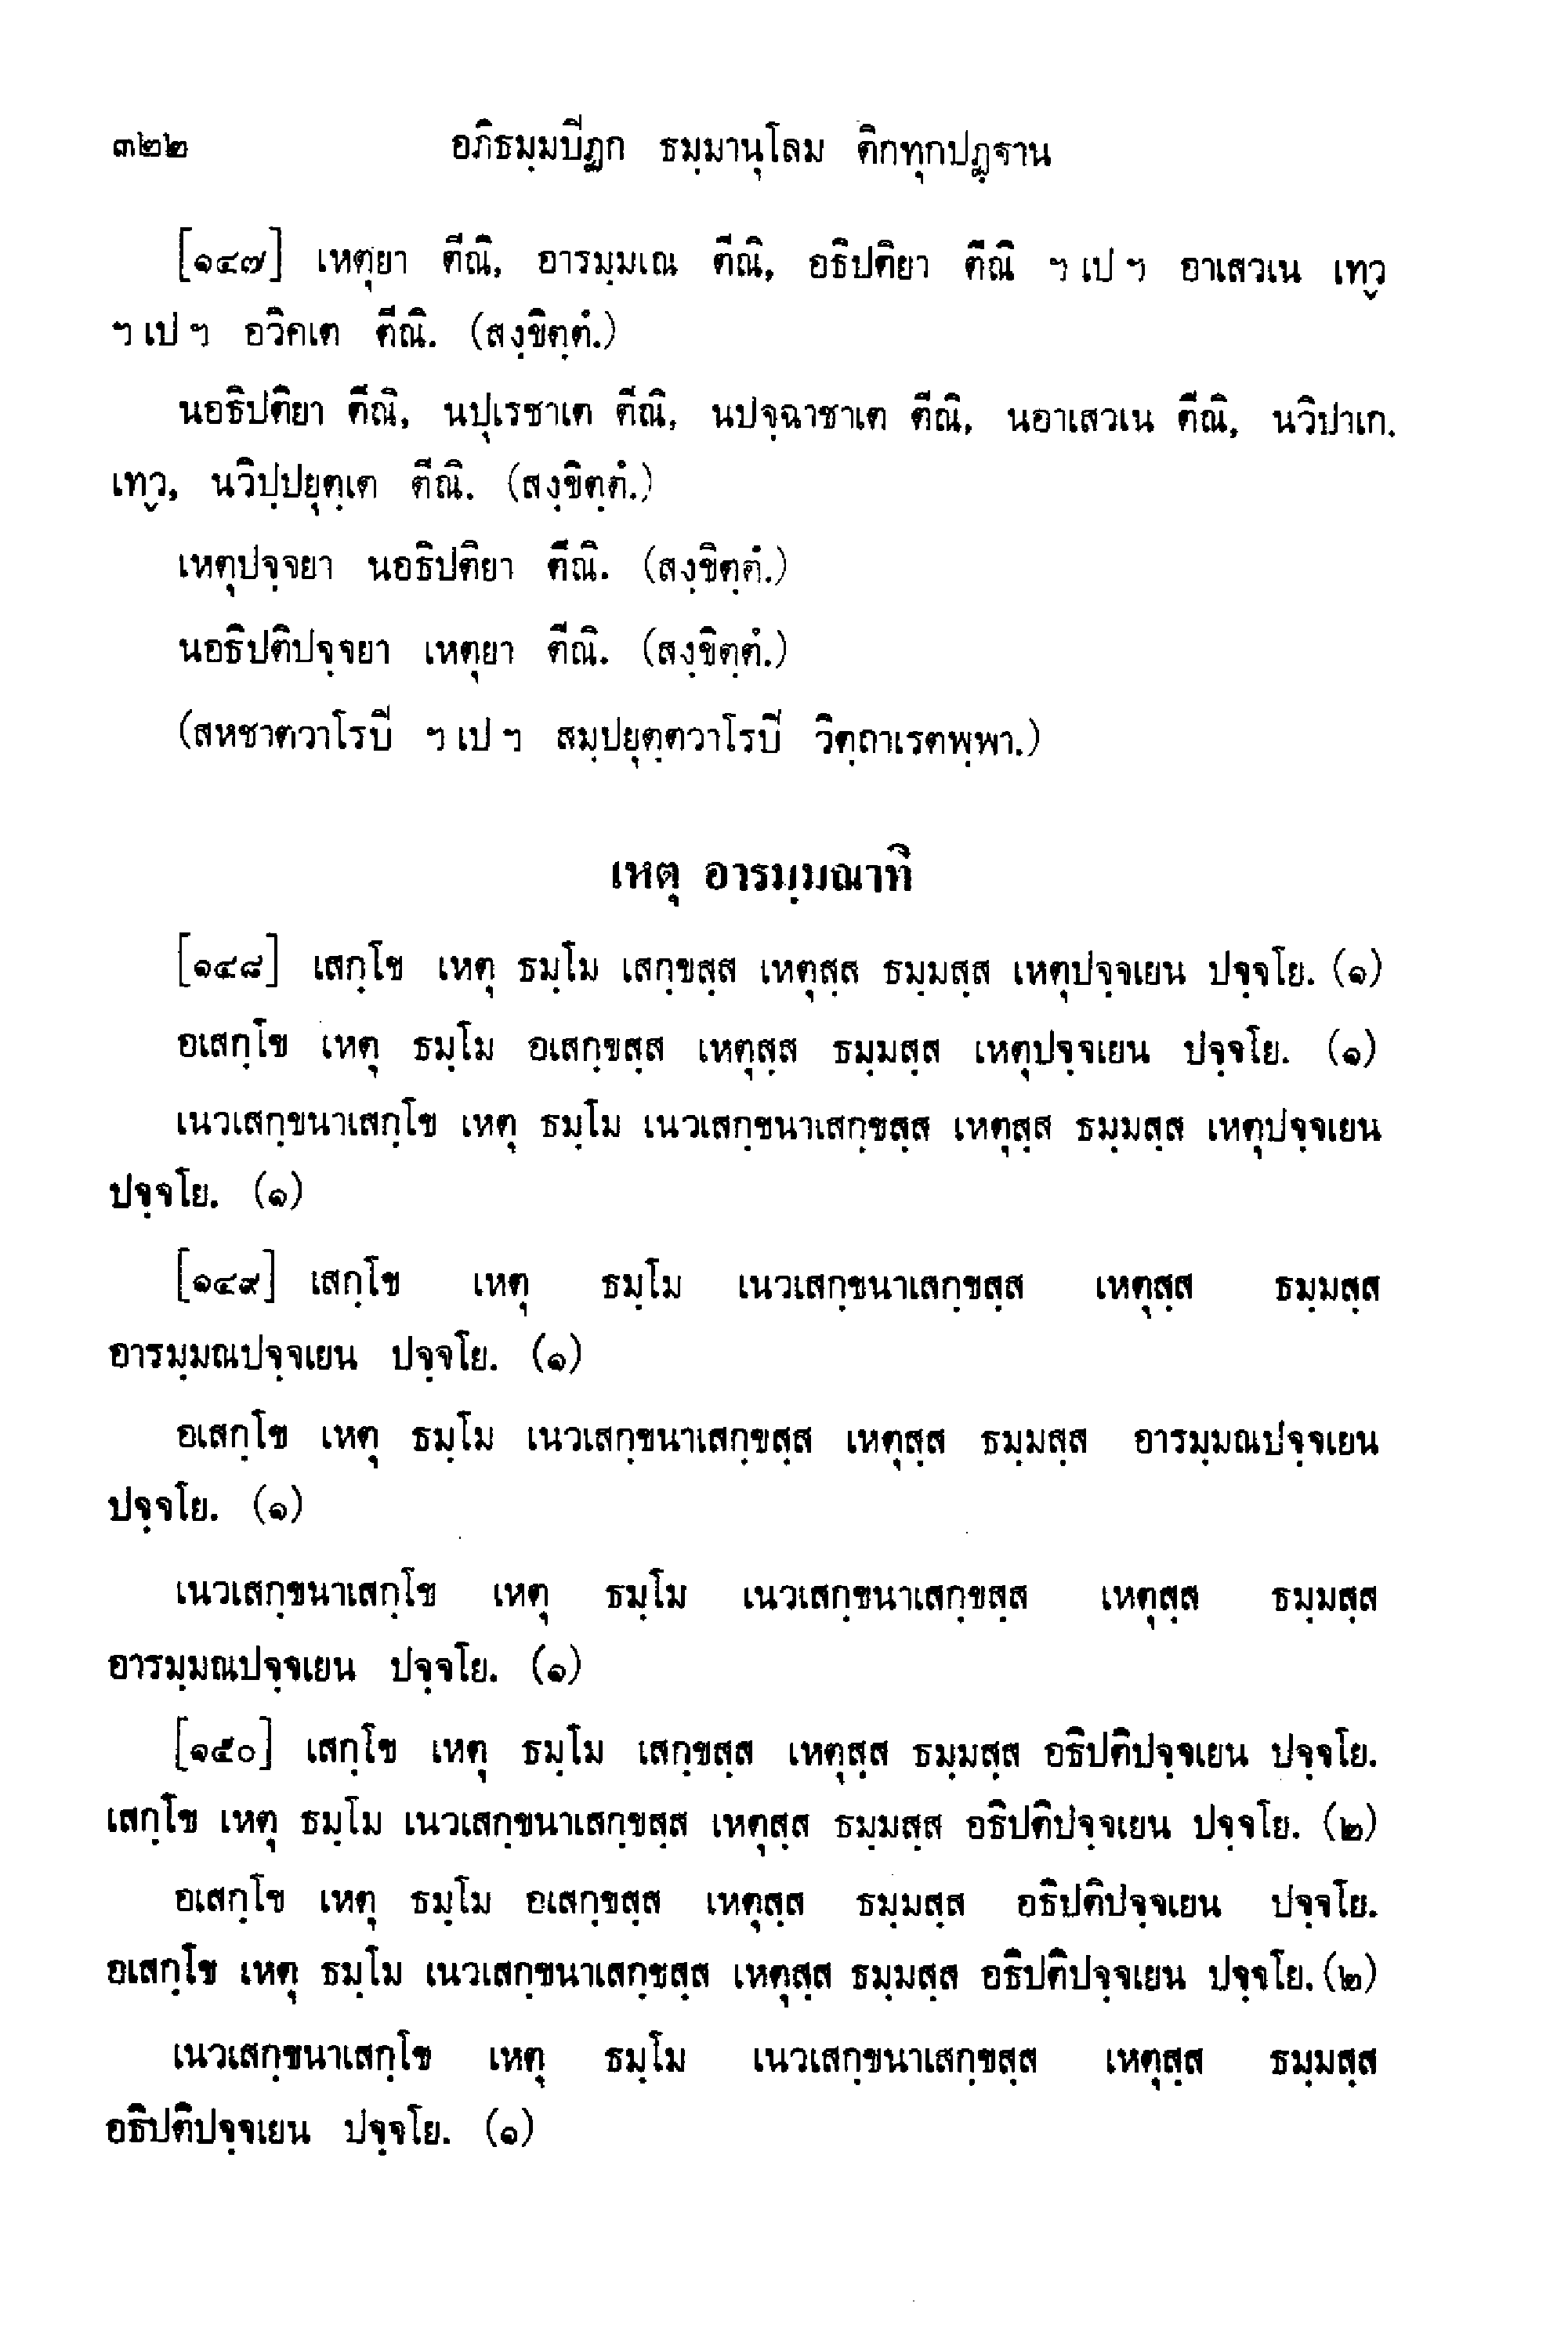 ๓๒๒ อภิธมฺมปิฏก ธมฺมานุโลม ติกทุกปฏฺฐาน
[๑๔๗] เหตุยา ตีณิ, อารมฺมเณ ตีณิ, อธิปติยา ตีณิ ฯ เป ฯ อาเสวเน เทฺว
ฯ เป ฯ อวิคเต ตีณิ. (สงฺขิตฺตํ.)
นอธิปติยา ตีณิ, นปุเรชาเต ตีณิ, นปจฺฉาชาเต ตีณิ, นอาเสวเน ตีณิ, นวิปาเก.
เทฺว, นวิปฺปยุตฺเต ตีณิ. (สงฺขิตฺตํ.)
เหตุปจฺจยา นอธิปติยา ตีณิ. (สงฺขิตฺตํ.)
นอธิปติปจฺจยา เหตุยา ตีณิ. (สงฺขิตฺตํ.)
(สหชาตวาโรปิ ฯ เป ฯ สมฺปยุตฺตวาโรปิ วิตฺถาเรตพฺพา.)
เหตุ อารมฺมณาทิ
[๑๔๘] เสกฺโข เหตุ ธมฺโม เสกฺขสฺส เหตุสฺส ธมฺมสฺส เหตุปจฺจเยน ปจฺจโย. (๑)
อเสกฺโข เหตุ ธมฺโม อเสกฺขสฺส เหตุสฺส ธมฺมสฺส เหตุปจฺจเยน ปจฺจโย. (๑)
เนวเสกฺขนาเสกฺโข เหตุ ธมฺโม เนวเสกฺขนาเสกฺขสฺส เหตุสฺส ธมฺมสฺส เหตุปจฺจเยน
ปจฺจโย. (๑)
[๑๔๙] เสกฺโข เหตุ ธมฺโม เนวเสกฺขนาเสกฺขสฺส เหตุสฺส ธมฺมสฺส
อารมฺมณปจฺจเยน ปจฺจโย. (๑)
อเสกฺโข เหตุ ธมฺโม เนวเสกฺขนาเสกฺขสฺส เหตุสฺส ธมฺมสฺส อารมฺมณปจฺจเยน
ปจฺจโย. (๑)
เนวเสกฺขนาเสกฺโข เหตุ ธมฺโม เนวเสกฺขนาเสกฺขสฺส เหตุสฺส ธมฺมสฺส
อารมฺมณปจฺจเยน ปจฺจโย. (๑)
[๑๕๐] เสกฺโข เหตุ ธมฺโม เสกฺขสฺส เหตุสฺส ธมฺมสฺส อธิปติปจฺจเยน ปจฺจโย.
เสกฺโข เหตุ ธมฺโม เนวเสกฺขนาเสกฺขสฺส เหตุสฺส ธมฺมสฺส อธิปติปจฺจเยน ปจฺจโย. (๒)
อเสกฺโข เหตุ ธมฺโม อเสกฺขสฺส เหตุสฺส ธมฺมสฺส อธิปติปจฺจเยน ปจฺจโย.
อเสกฺโข เหตุ ธมฺโม เนวเสกฺขนาเสกฺขสฺส เหตุสฺส ธมฺมสฺส อธิปติปจฺจเยน ปจฺจโย. (๒)
เนวเสกฺขนาเสกฺโข เหตุ ธมฺโม เนวเสกฺขนาเสกฺขสฺส เหตุสฺส ธมฺมสฺส
อธิปติปจฺจเยน ปจฺจโย. (๑)